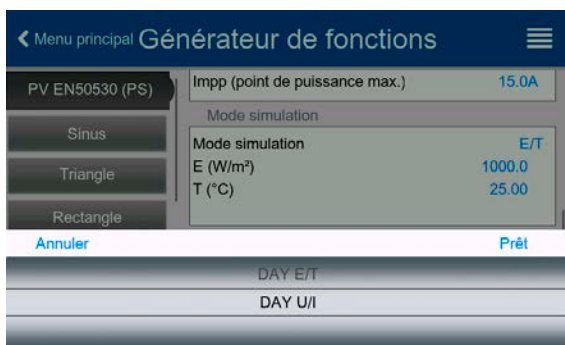 Menu principal Générateur de fonctions
PV EN50530 (PS)
Impp (point de puissance max.) 15.0A
Mode simulation
Sinus
Mode simulation E/T
E (W/m²) 1000.0
Triangle
T (°C) 25.00
Rectangle
Annuler Prêt
DAY E/T
DAY U/I